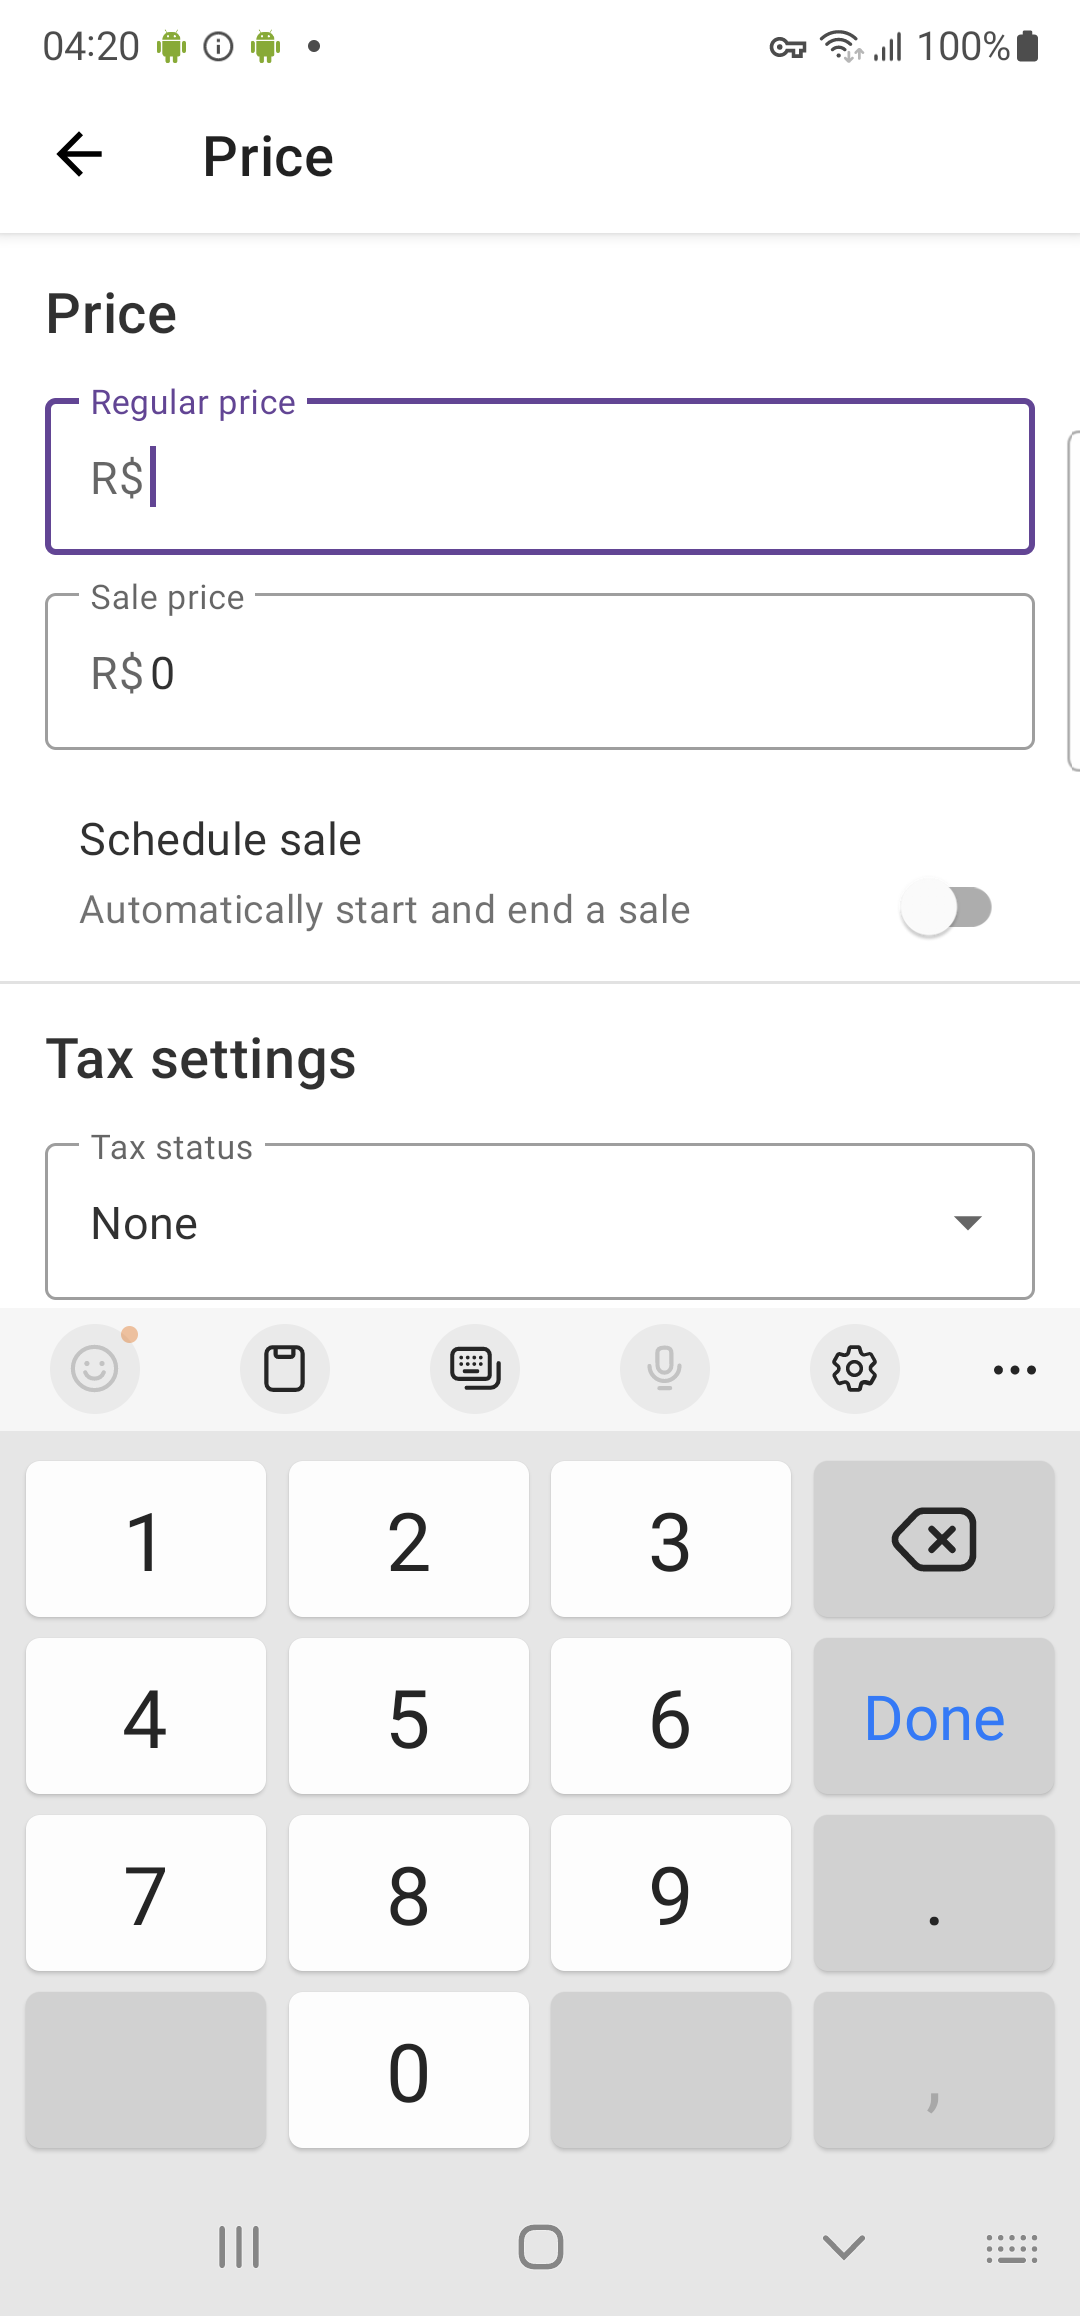 04:20 100%
Price
Price
Regular price
R$
Sale price
R$0
Schedule sale
Automatically start and end a sale
Tax settings
Tax status
None
1 2 3
4 5 6 Done
7 8 9 .
0 ,